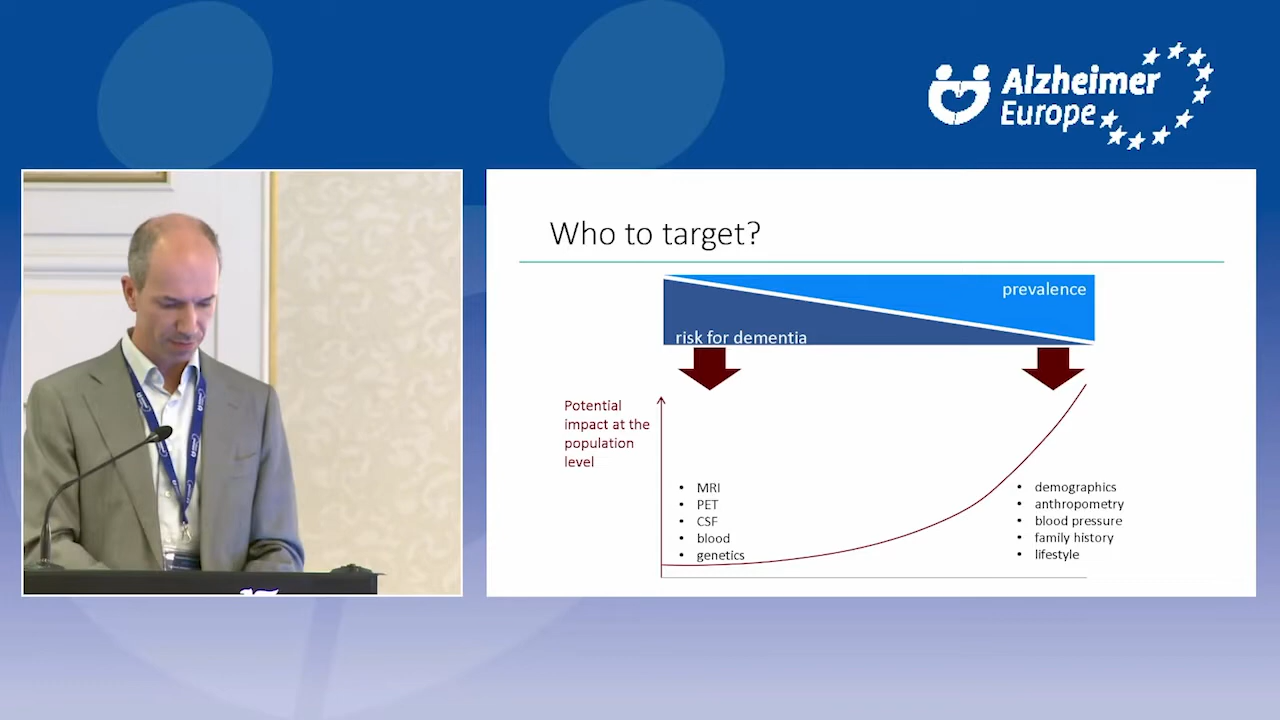 Alzheimer
Europe
Who to target?
prevalence
risk for dementia
Potential
impact at the
population
level
• MRI
• PET
• CSF
• blood
• genetics
• demographics
• anthropometry
• blood pressure
• family history
• lifestyle